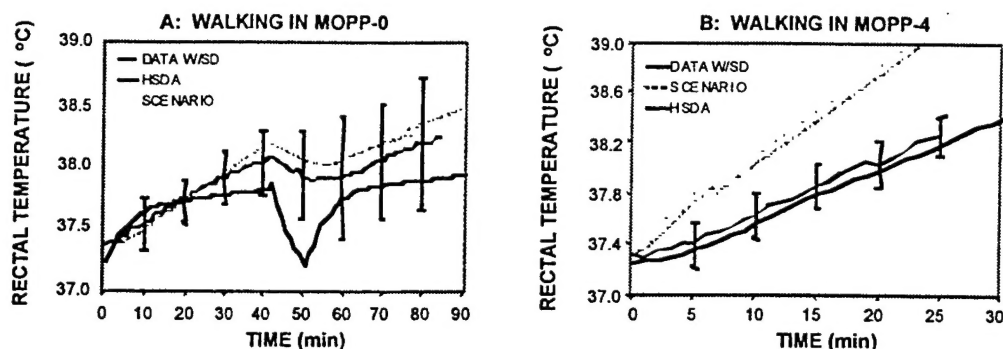 A: WALKING IN MOPP-0
RECTAL TEMPERATURE ( °C)
39.0
38.5
38.0
37.5
37.0
DATA W/SD
HSDA
SCENARIO
0 10 20 30 40 50 60 70 80 90
TIME (min)
B: WALKING IN MOPP-4
RECTAL TEMPERATURE ( °C)
39.0
38.6
38.2
37.8
37.4
37.0
DATA W/SD
SCENARIO
HSDA
0 5 10 15 20 25 30
TIME (min)